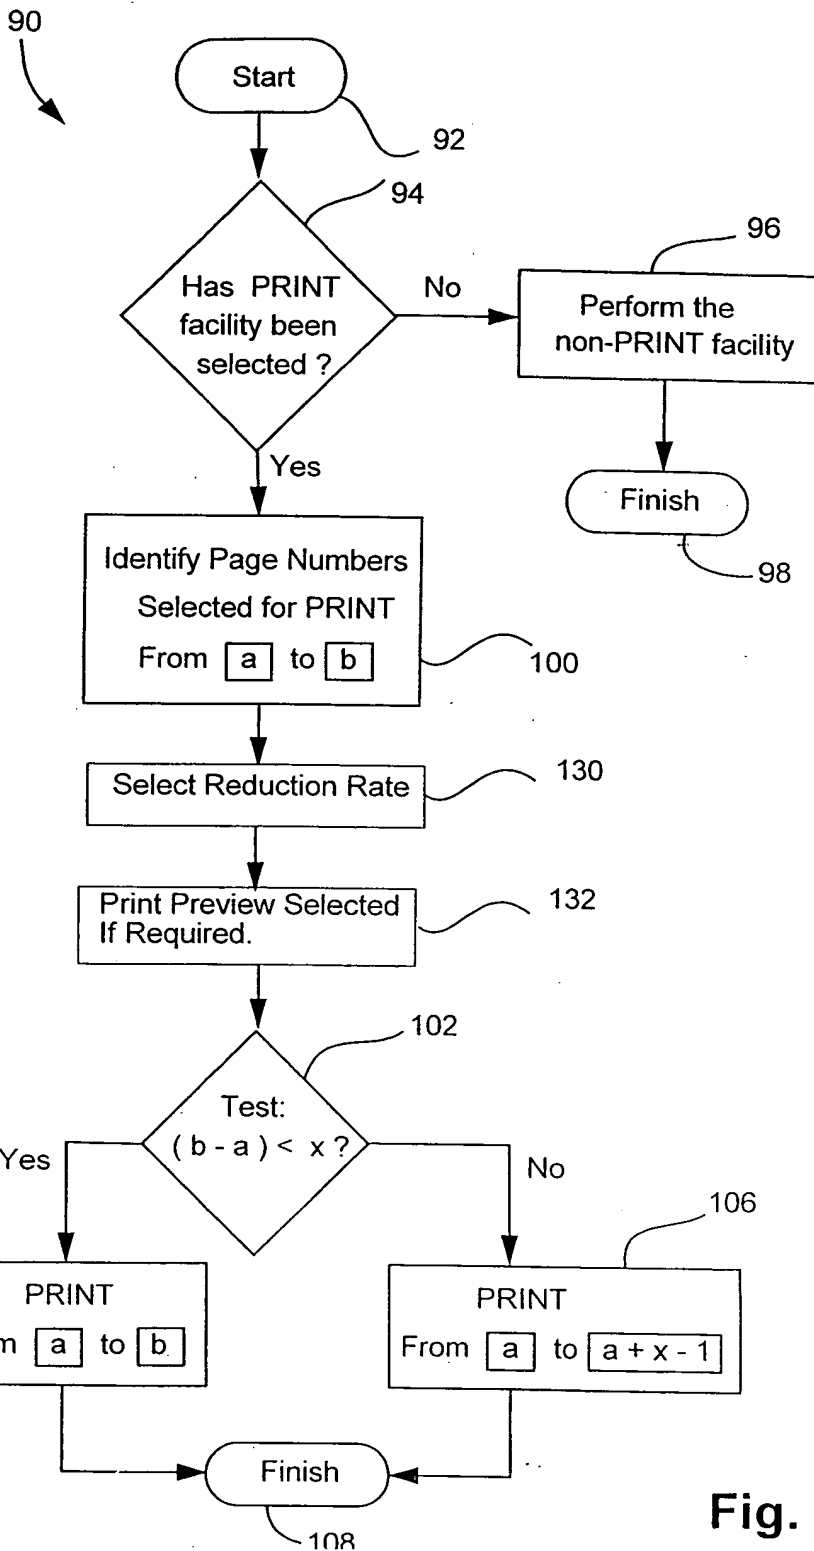 90
Start
92
94
Has PRINT
facility been
selected ?
No
96
Perform the
non-PRINT facility
Yes
Finish
98
Identify Page Numbers
Selected for PRINT
From a to b
100
Select Reduction Rate
130
Print Preview Selected
If Required.
132
102
Test:
( b - a ) < x ?
Yes
No
106
PRINT
a to b
PRINT
From a to a + x - 1
Finish
108
Fig.